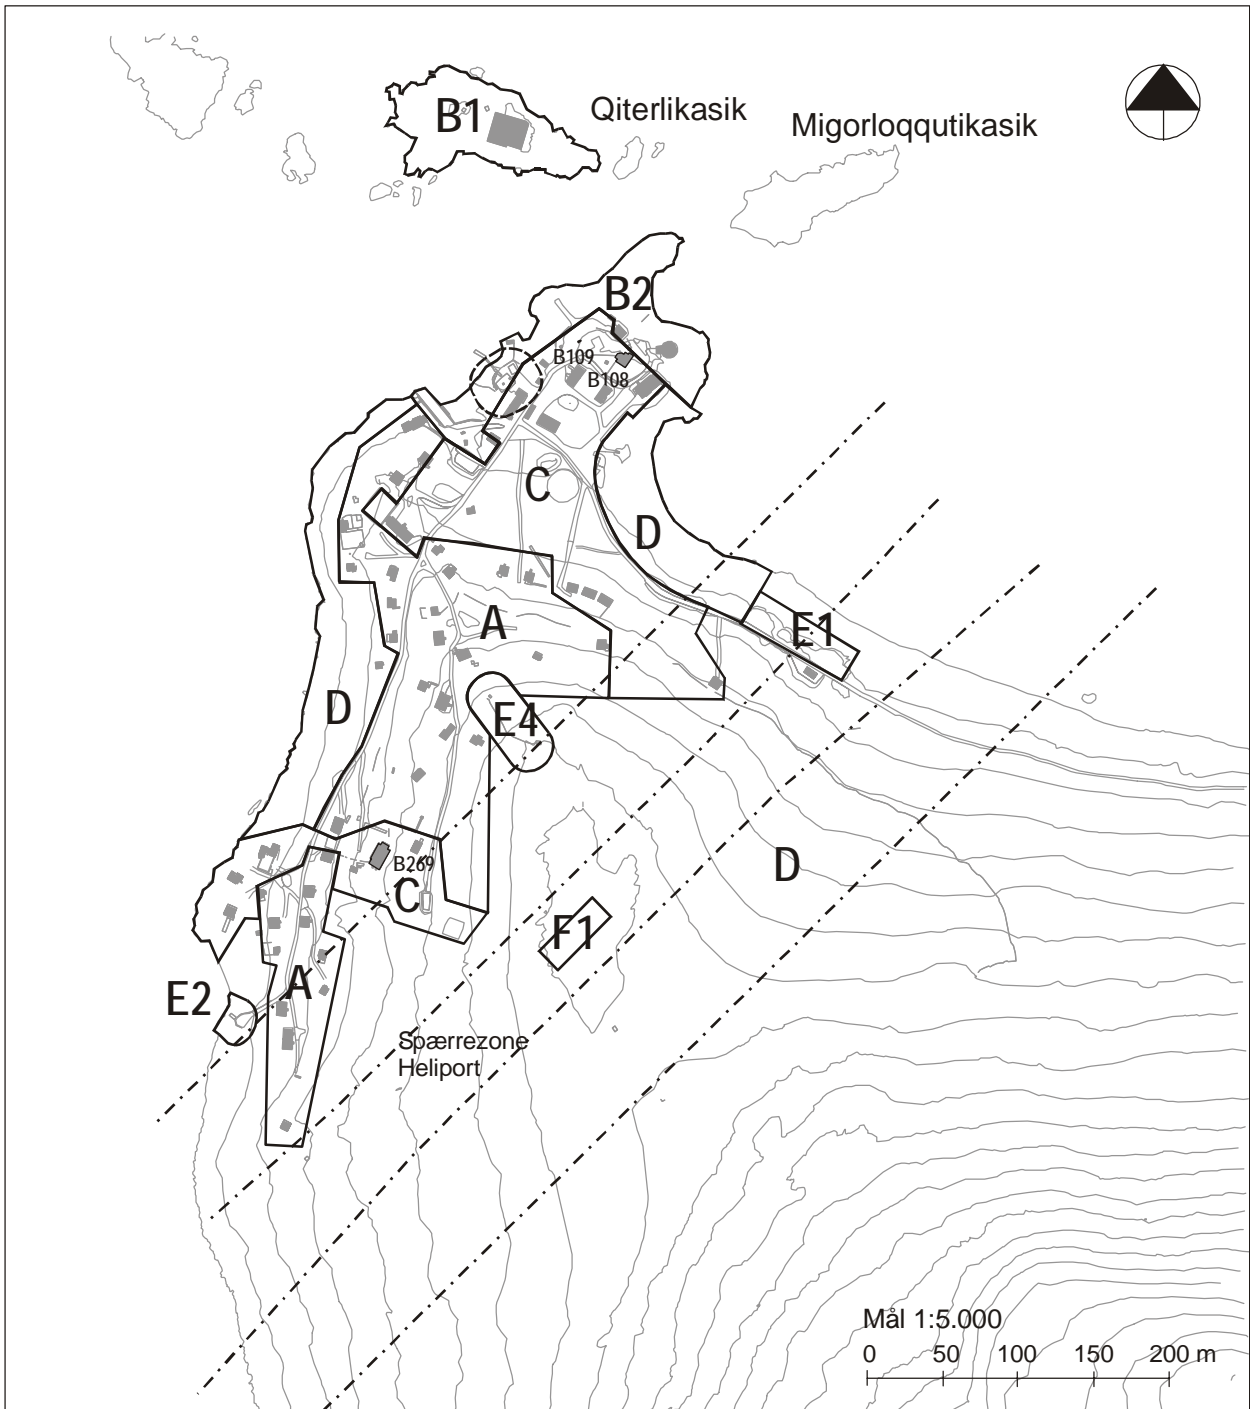 B1
Qiterlikasik
Migorloqqutikasik
B2
B109
B108
C
D
A
E1
D
E4
B269
C
D
F1
A
E2
Spærrezone
Heliport
Mål 1:5.000
0 50 100 150 200 m